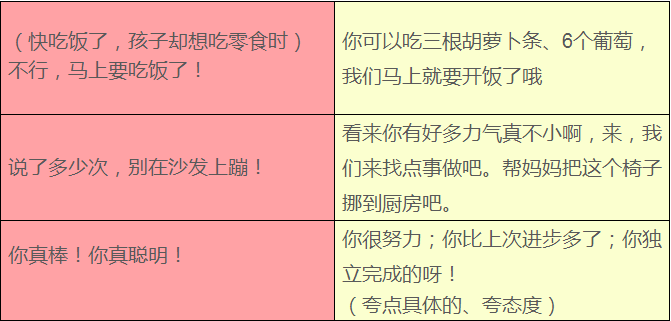 （快吃饭了，孩子却想吃零食时）
不行，马上要吃饭了！
你可以吃三根胡萝卜条、6个葡萄，
我们马上就要开饭了哦
说了多少次，别在沙发上蹦！
看来你有好多力气真不小啊，来，我
们来找点事做吧。帮妈妈把这个椅子
挪到厨房吧。
你真棒！你真聪明！
你很努力；你比上次进步多了；你独
立完成的呀！
（夸点具体的、夸态度）